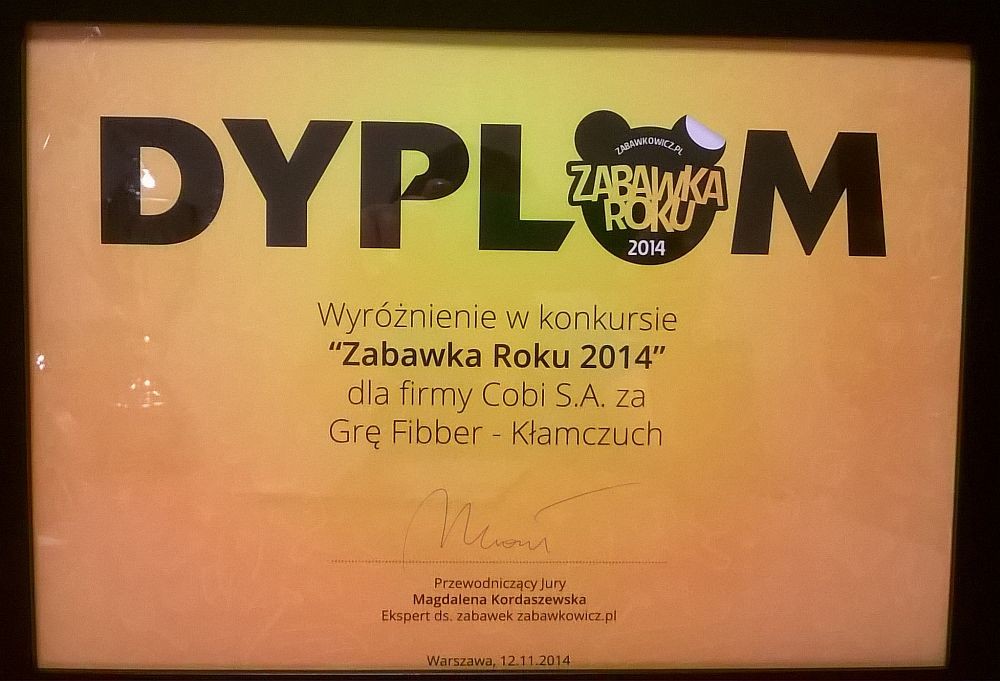 DYPLOM
ZABAWKOWICZ.PL
ZABAWKA
ROKU
2014
Wyróżnienie w konkursie
“Zabawka Roku 2014”
dla firmy Cobi S.A. za
Grę Fibber - Kłamczuch
Przewodniczący Jury
Magdalena Kordaszewska
Ekspert ds. zabawek zabawkowicz.pl
Warszawa, 12.11.2014